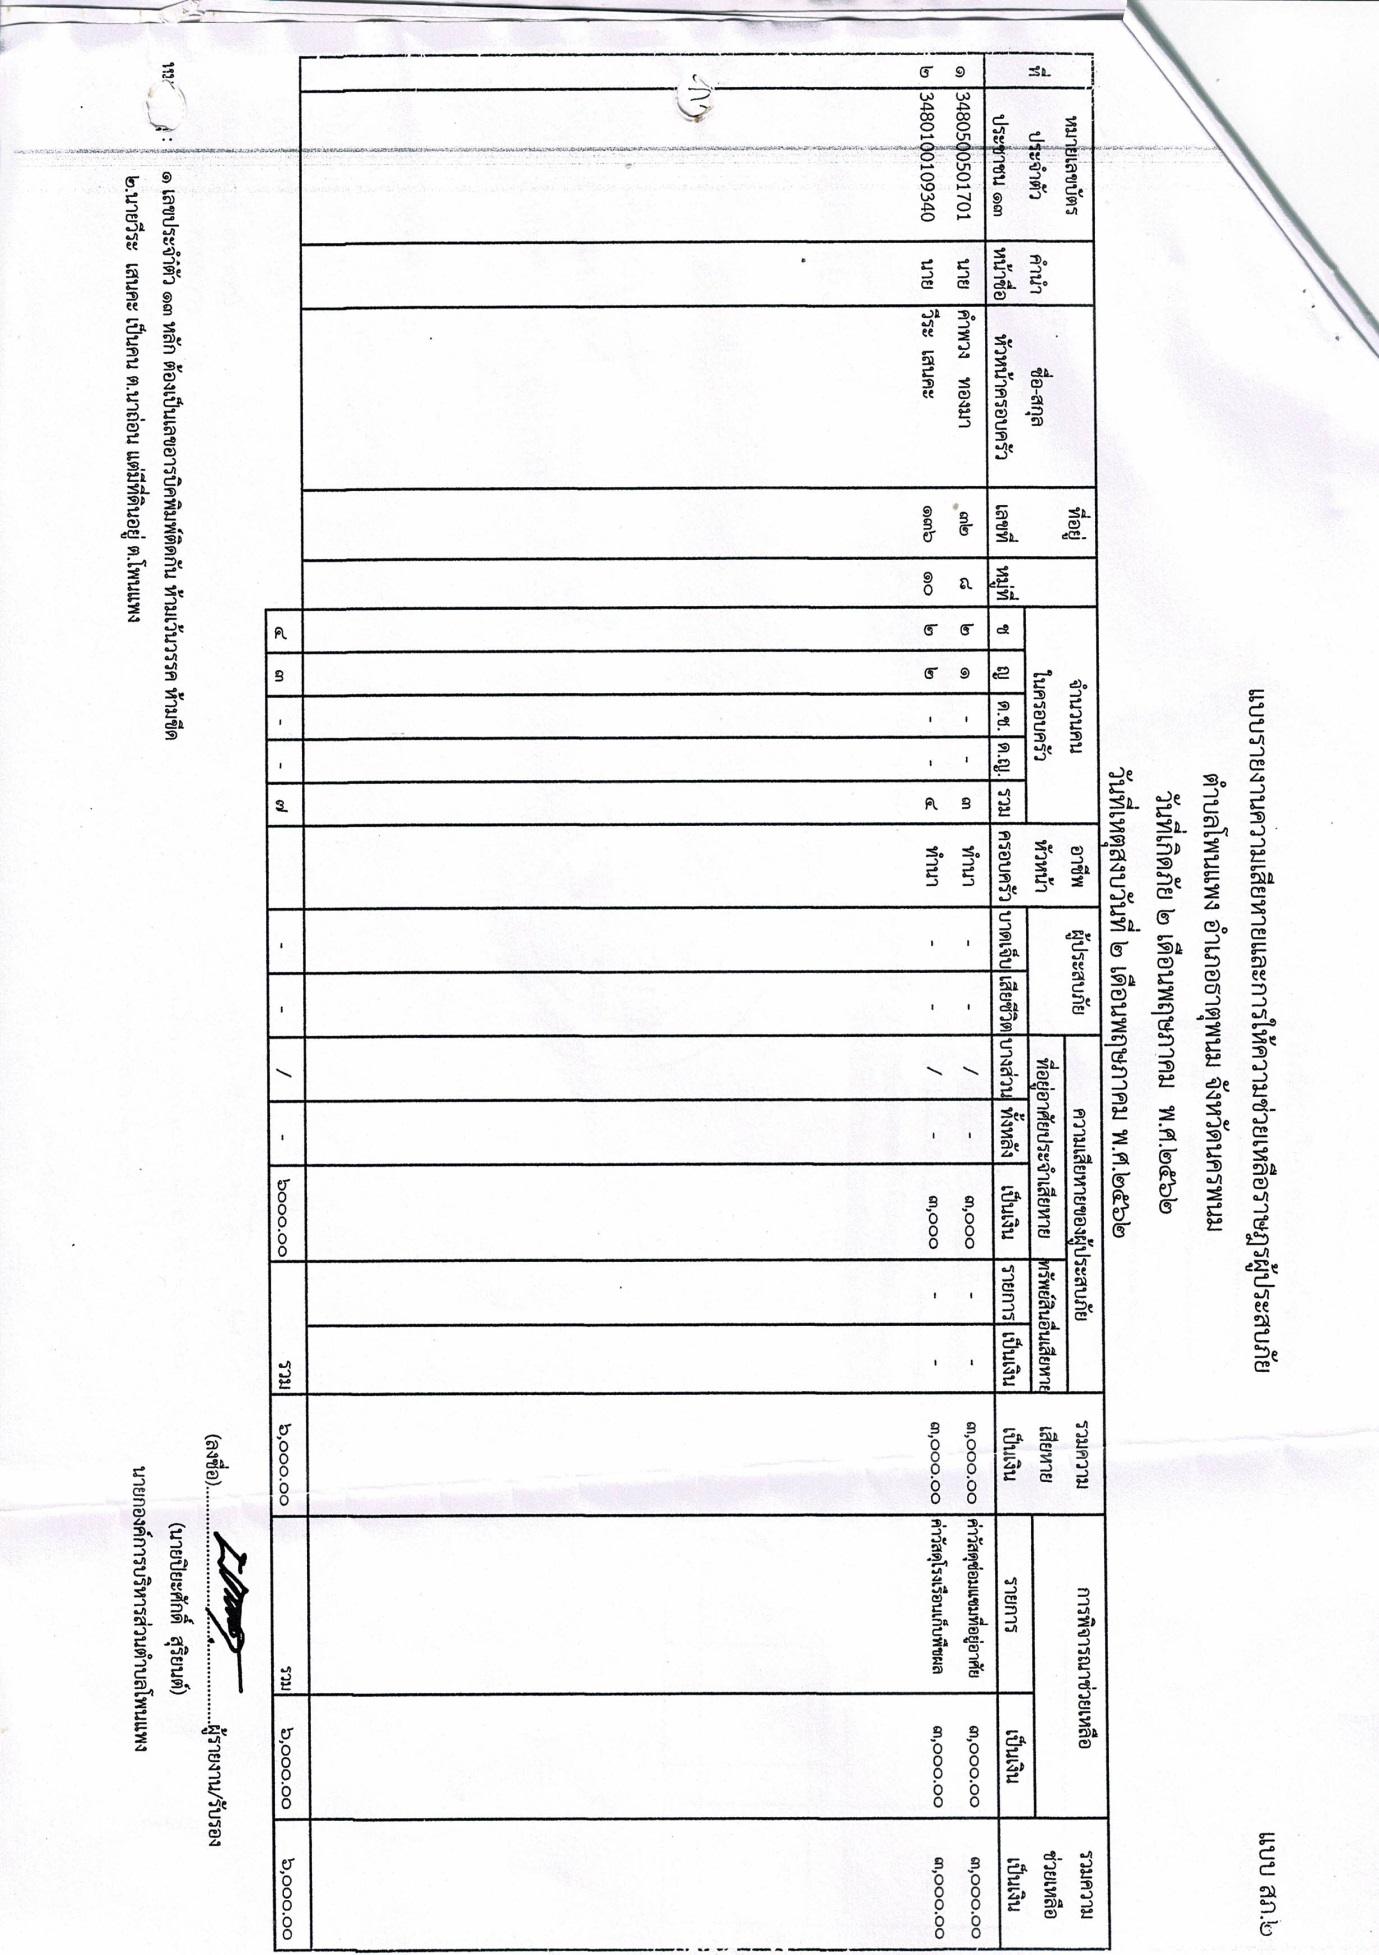 แบบ สภ.๒
แบบรายงานความเสียหายและการให้ความช่วยเหลือราษฎรผู้ประสบภัย
ตำบลโพนแพง อำเภอธาตุพนม จังหวัดนครพนม
วันที่เกิดภัย ๒ เดือนพฤษภาคม พ.ศ.๒๕๖๒
วันที่เหตุสงบวันที่ ๒ เดือนพฤษภาคม พ.ศ.๒๕๖๒
ที่ หมายเลขบัตร ประจำตัว ประชาชน ๑๓ คำนำ หน้าชื่อ ชื่อ-สกุล หัวหน้าครอบครัว ที่อยู่ เลขที่ หมู่ที่ จำนวนคน ในครอบครัว ช ญ ด.ช. ด.ญ. รวม อาชีพ หัวหน้า ครอบครัว ผู้ประสบภัย บาดเจ็บ เสียชีวิต ความเสียหายของผู้ประสบภัย ที่อยู่อาศัยประจำเสียหาย บางส่วน ทั้งหลัง เป็นเงิน ทรัพย์สินอื่นเสียหาย รายการ เป็นเงิน รวมความ เสียหาย เป็นเงิน การพิจารณาช่วยเหลือ รายการ เป็นเงิน รวมความ ช่วยเหลือ เป็นเงิน
๑ 3480500501701 นาย คำพวง ทองมา ๓๒ ๘ ๒ ๑ - - ๓ ทำนา - - / - ๓,๐๐๐ - - ๓,๐๐๐.๐๐ ค่าวัสดุซ่อมแซมที่อยู่อาศัย ๓,๐๐๐.๐๐ ๓,๐๐๐.๐๐
๒ 3480100109340 นาย วีระ เสนคะ ๑๓๖ ๑๐ ๒ ๒ - - ๔ ทำนา - - / - ๓,๐๐๐ - - ๓,๐๐๐.๐๐ ค่าวัสดุโรงเรือนเก็บพืชผล ๓,๐๐๐.๐๐ ๓,๐๐๐.๐๐
๔ ๓ - - ๗ - - / - ๖๐๐๐.๐๐ รวม ๖,๐๐๐.๐๐ รวม ๖,๐๐๐.๐๐ ๖,๐๐๐.๐๐
๑ เลขประจำตัว ๑๓ หลัก ต้องเป็นเลขอารบิคพิมพ์ติดกัน ห้ามเว้นวรรค ห้ามขีด
๒.นายวีระ เสนคะ เป็นคน ต.นาถ่อน แต่มีที่ดินอยู่ ต.โพนแพง
(ลงชื่อ)............................................ผู้รายงาน/รับรอง
(นายปิยะศักดิ์ สุริยนต์)
นายกองค์การบริหารส่วนตำบลโพนแพง